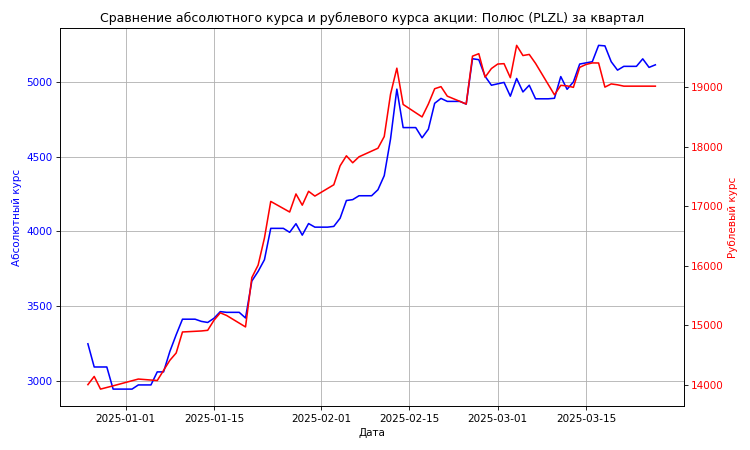 Сравнение абсолютного курса и рублевого курса акции: Полюс (PLZL) за квартал
Абсолютный курс
5000
4500
4000
3500
3000
19000
18000
17000
16000
15000
14000
Рублевый курс
2025-01-01 2025-01-15 2025-02-01 2025-02-15 2025-03-01 2025-03-15
Дата